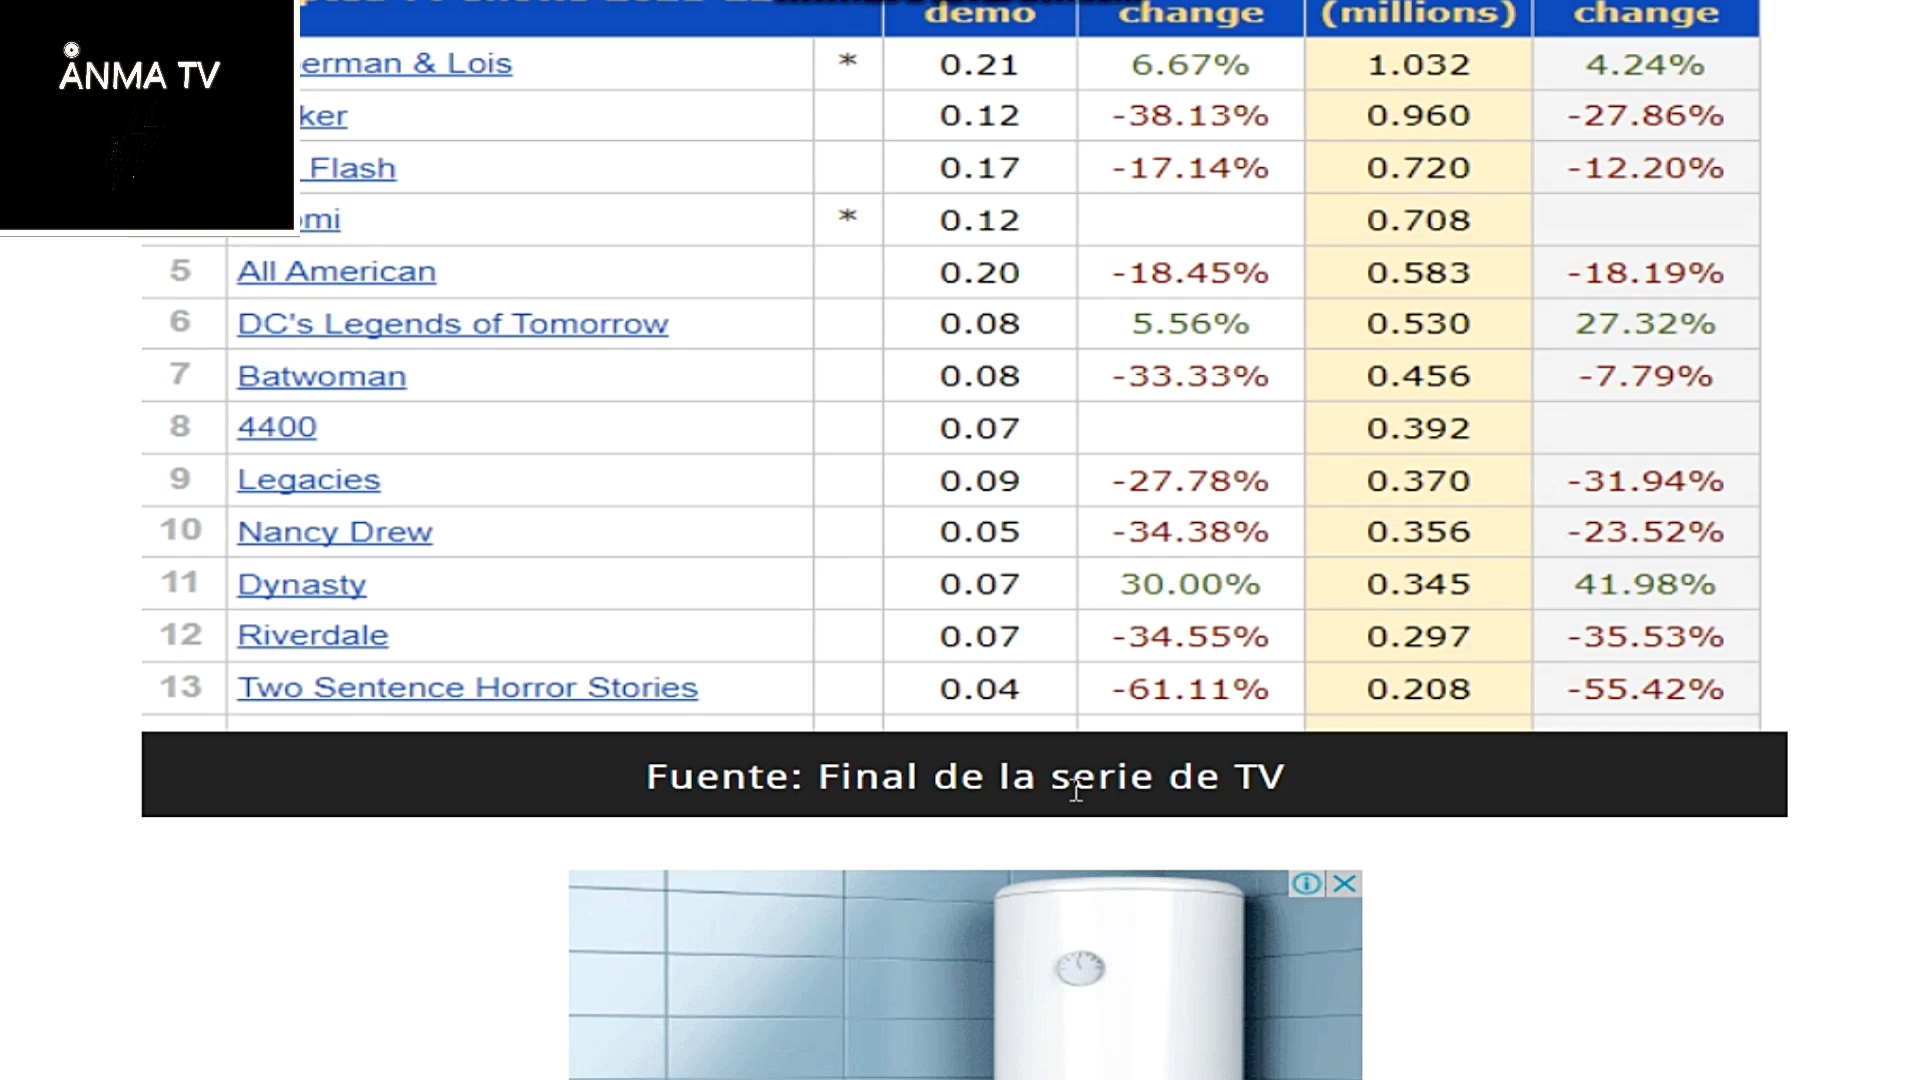 demo change (millions) change
ÅNMA TV
erman & Lois * 0.21 6.67% 1.032 4.24%
ker 0.12 -38.13% 0.960 -27.86%
Flash 0.17 -17.14% 0.720 -12.20%
omi * 0.12 0.708
5 All American 0.20 -18.45% 0.583 -18.19%
6 DC's Legends of Tomorrow 0.08 5.56% 0.530 27.32%
7 Batwoman 0.08 -33.33% 0.456 -7.79%
8 4400 0.07 0.392
9 Legacies 0.09 -27.78% 0.370 -31.94%
10 Nancy Drew 0.05 -34.38% 0.356 -23.52%
11 Dynasty 0.07 30.00% 0.345 41.98%
12 Riverdale 0.07 -34.55% 0.297 -35.53%
13 Two Sentence Horror Stories 0.04 -61.11% 0.208 -55.42%
Fuente: Final de la serie de TV